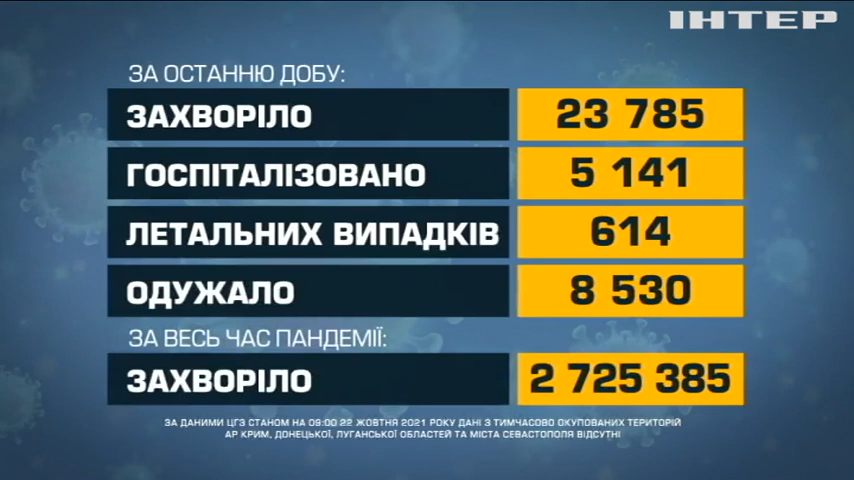 ІНТЕР
ЗА ОСТАННЮ ДОБУ:
ЗАХВОРІЛО 23 785
ГОСПІТАЛІЗОВАНО 5 141
ЛЕТАЛЬНИХ ВИПАДКІВ 614
ОДУЖАЛО 8 530
ЗА ВЕСЬ ЧАС ПАНДЕМІЇ:
ЗАХВОРІЛО 2 725 385
ЗА ДАНИМИ ЦГЗ СТАНОМ НА 09:00 22 ЖОВТНЯ 2021 РОКУ ДАНІ З ТИМЧАСОВО ОКУПОВАНИХ ТЕРИТОРІЙ
АР КРИМ, ДОНЕЦЬКОЇ, ЛУГАНСЬКОЇ ОБЛАСТЕЙ ТА МІСТА СЕВАСТОПОЛЯ ВІДСУТНІ